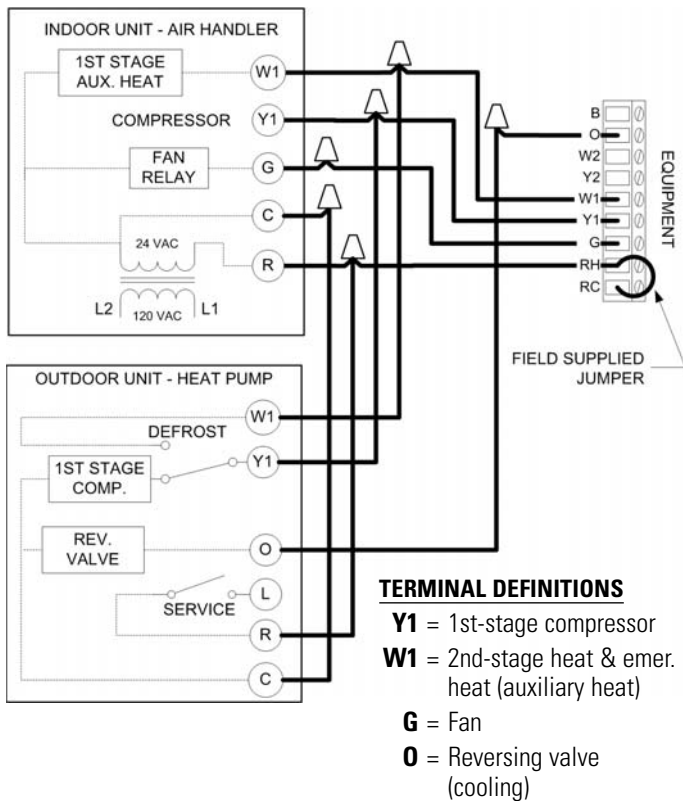 INDOOR UNIT - AIR HANDLER
1ST STAGE
AUX. HEAT
W1
COMPRESSOR
Y1
FAN
RELAY
G
C
24 VAC
R
L2
120 VAC
L1
B
O
W2
Y2
W1
Y1
G
RH
RC
EQUIPMENT
FIELD SUPPLIED
JUMPER
OUTDOOR UNIT - HEAT PUMP
W1
DEFROST
Y1
1ST STAGE
COMP.
REV.
VALVE
O
L
SERVICE
R
C
TERMINAL DEFINITIONS
Y1 = 1st-stage compressor
W1 = 2nd-stage heat & emer.
heat (auxiliary heat)
G = Fan
O = Reversing valve
(cooling)